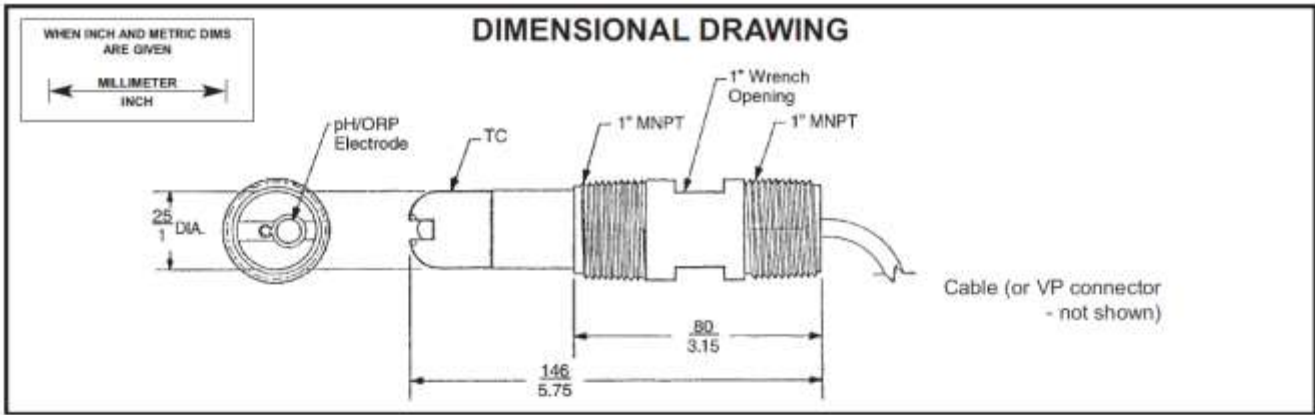 DIMENSIONAL DRAWING
WHEN INCH AND METRIC DIMS
ARE GIVEN
MILLIMETER
INCH
pH/ORP
Electrode
TC
1" MNPT
1" Wrench
Opening
1" MNPT
25
1
DIA.
C
Cable (or VP connector
- not shown)
80
3.15
146
5.75